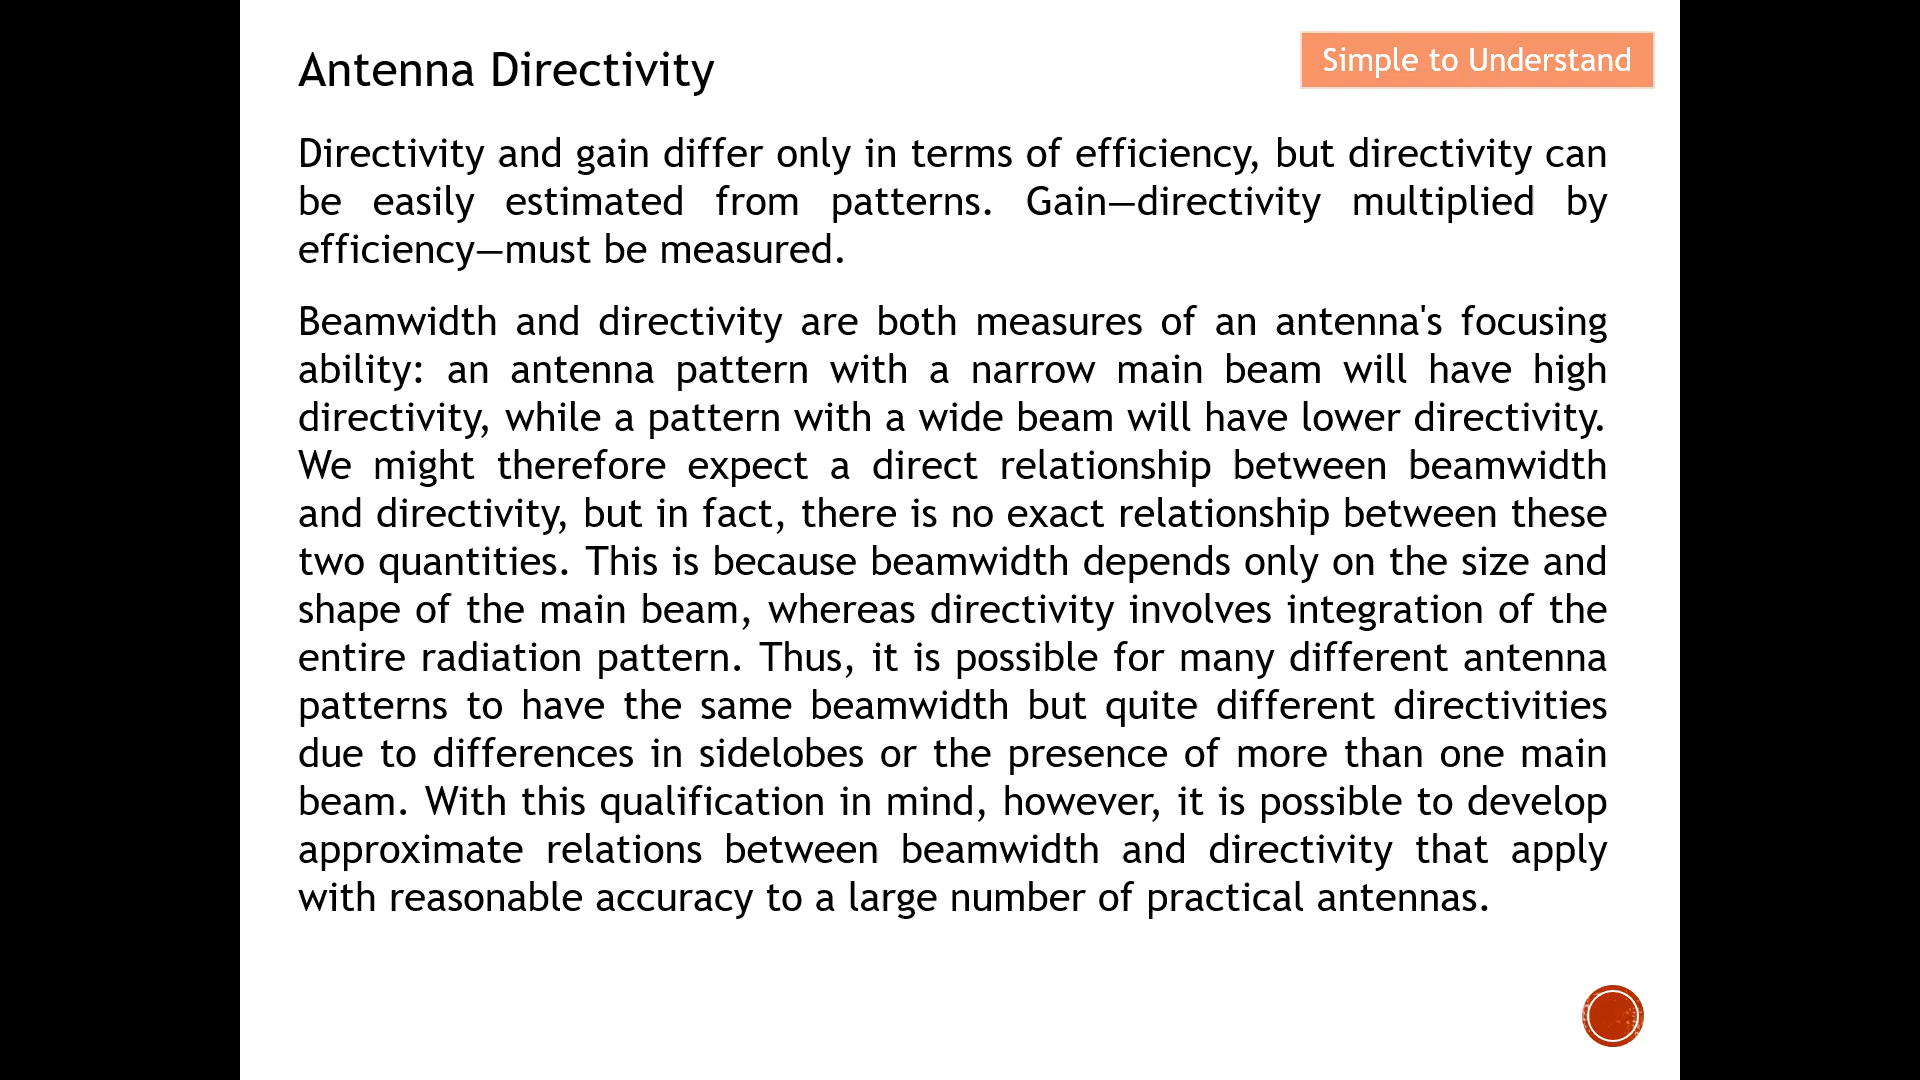 Antenna Directivity
Simple to Understand
Directivity and gain differ only in terms of efficiency, but directivity can
be easily estimated from patterns. Gain—directivity multiplied by
efficiency—must be measured.
Beamwidth and directivity are both measures of an antenna's focusing
ability: an antenna pattern with a narrow main beam will have high
directivity, while a pattern with a wide beam will have lower directivity.
We might therefore expect a direct relationship between beamwidth
and directivity, but in fact, there is no exact relationship between these
two quantities. This is because beamwidth depends only on the size and
shape of the main beam, whereas directivity involves integration of the
entire radiation pattern. Thus, it is possible for many different antenna
patterns to have the same beamwidth but quite different directivities
due to differences in sidelobes or the presence of more than one main
beam. With this qualification in mind, however, it is possible to develop
approximate relations between beamwidth and directivity that apply
with reasonable accuracy to a large number of practical antennas.